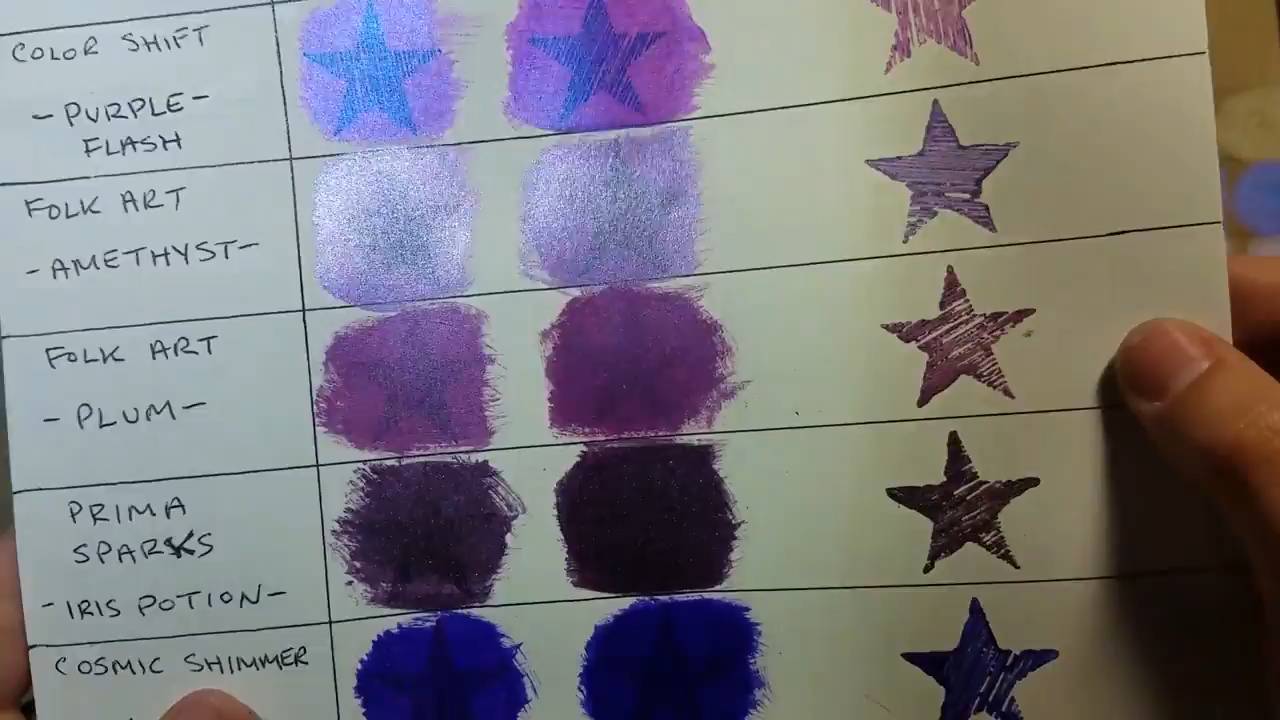 COLOR SHIFT
-PURPLE-
FLASH
FOLK ART
-AMETHYST-
FOLK ART
-PLUM-
PRIMA
SPARKS
-IRIS POTION-
COSMIC SHIMMER